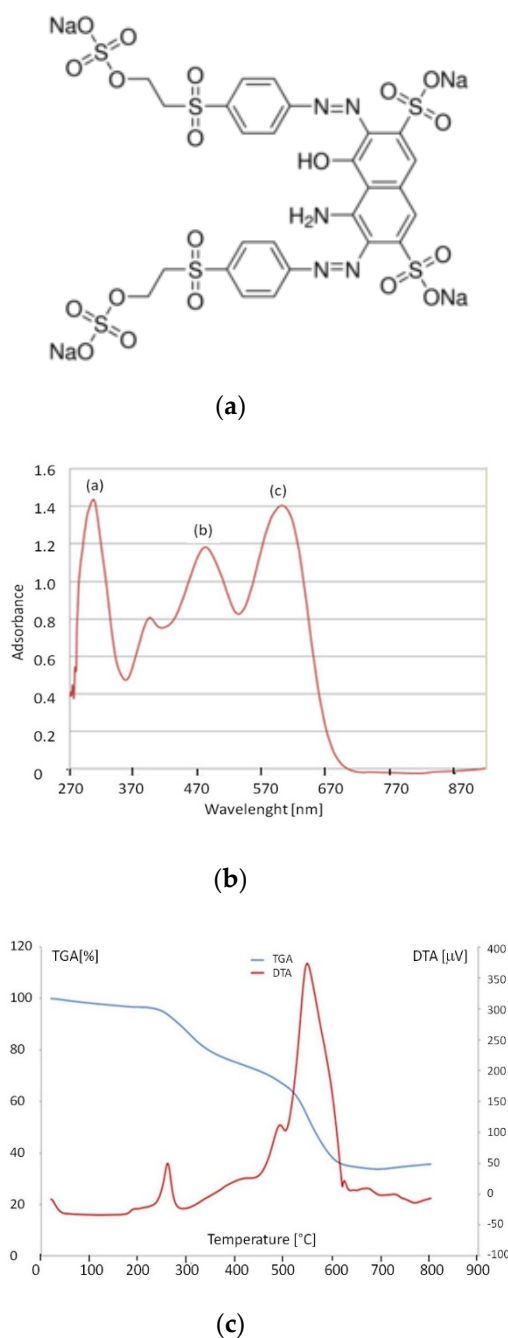 NaO
O
S
O
O
O
S
O
N=N
S
ONa
O
O
HO
H₂N
O
S
O
N=N
O
S
O
ONa
O
S
O
NaO
O
(a)
1.6
1.4
1.2
1.0
0.8
0.6
0.4
0.2
0
Adsorbance
(a)
(b)
(c)
270 370 470 570 670 770 870
Wavelenght [nm]
(b)
120
100
80
60
40
20
0
TGA[%]
TGA
DTA
DTA [µV]
400
350
300
250
200
150
100
50
0
-50
-100
Temperature [°C]
0 100 200 300 400 500 600 700 800 900
(c)